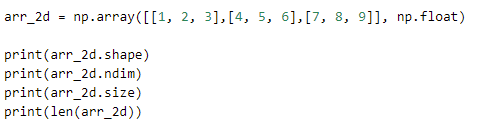 arr_2d = np.array([[1, 2, 3],[4, 5, 6],[7, 8, 9]], np.float)
print(arr_2d.shape)
print(arr_2d.ndim)
print(arr_2d.size)
print(len(arr_2d))